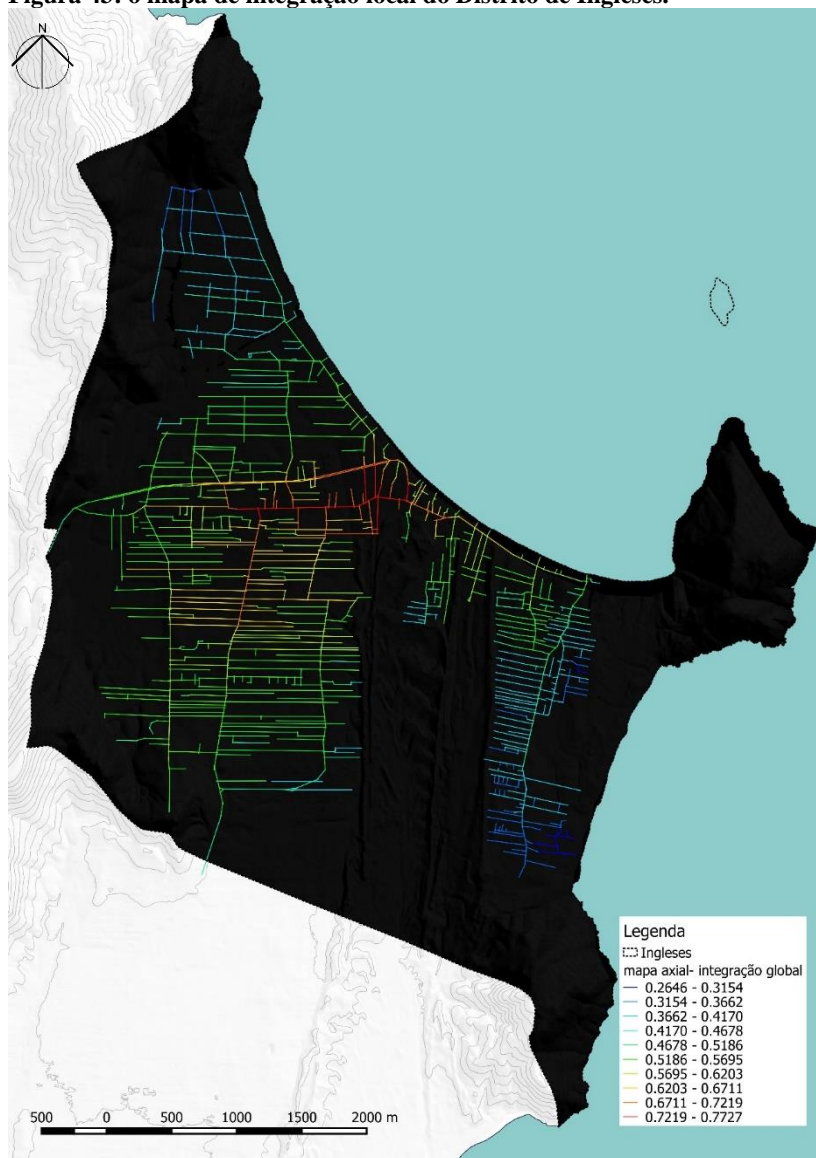 Figura 43: o mapa de integração local do Distrito de Ingleses.
N
Legenda
Ingleses
mapa axial- integração global
0.2646 - 0.3154
0.3154 - 0.3662
0.3662 - 0.4170
0.4170 - 0.4678
0.4678 - 0.5186
0.5186 - 0.5695
0.5695 - 0.6203
0.6203 - 0.6711
0.6711 - 0.7219
0.7219 - 0.7727
500 0 500 1000 1500 2000 m